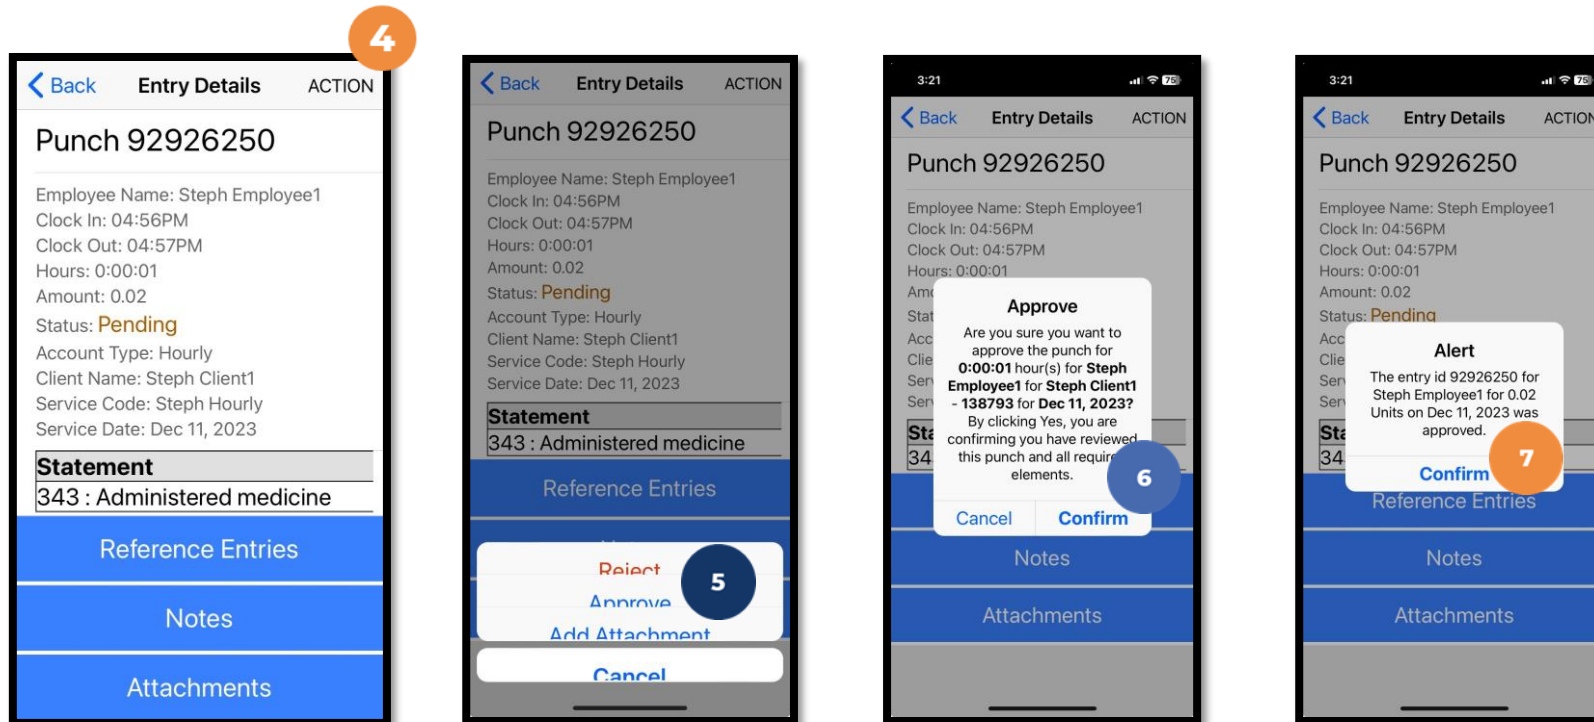 4
Back Entry Details ACTION
Punch 92926250
Employee Name: Steph Employee1
Clock In: 04:56PM
Clock Out: 04:57PM
Hours: 0:00:01
Amount: 0.02
Status: Pending
Account Type: Hourly
Client Name: Steph Client1
Service Code: Steph Hourly
Service Date: Dec 11, 2023
Statement
343 : Administered medicine
Reference Entries
Notes
Attachments
Back Entry Details ACTION
Punch 92926250
Employee Name: Steph Employee1
Clock In: 04:56PM
Clock Out: 04:57PM
Hours: 0:00:01
Amount: 0.02
Status: Pending
Account Type: Hourly
Client Name: Steph Client1
Service Code: Steph Hourly
Service Date: Dec 11, 2023
Statement
343 : Administered medicine
Reference Entries
Reject
5
Approve
Add Attachment
Cancel
3:21 75
Back Entry Details ACTION
Punch 92926250
Employee Name: Steph Employee1
Clock In: 04:56PM
Clock Out: 04:57PM
Hours: 0:00:01
Approve
Are you sure you want to
approve the punch for
0:00:01 hour(s) for Steph
Employee1 for Steph Client1
- 138793 for Dec 11, 2023?
By clicking Yes, you are
confirming you have reviewed
this punch and all require
elements.
6
Cancel Confirm
Notes
Attachments
3:21 75
Back Entry Details ACTION
Punch 92926250
Employee Name: Steph Employee1
Clock In: 04:56PM
Clock Out: 04:57PM
Hours: 0:00:01
Amount: 0.02
Status: Pending
Alert
The entry id 92926250 for
Steph Employee1 for 0.02
Units on Dec 11, 2023 was
approved.
7
Confirm
Reference Entries
Notes
Attachments